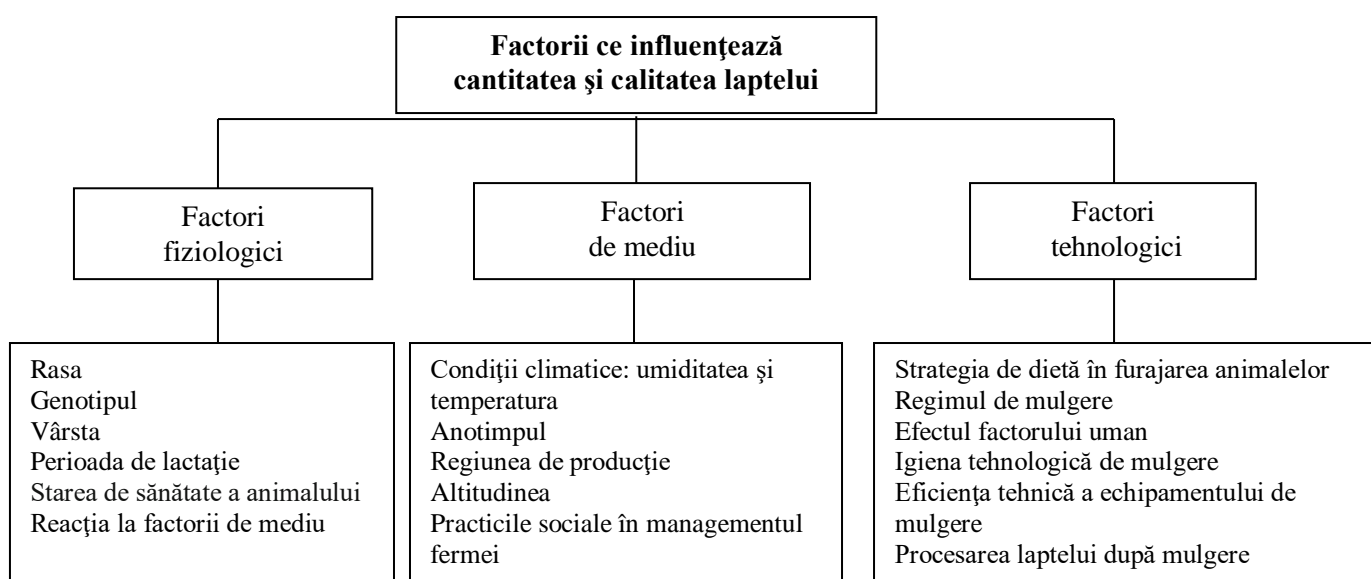 Factorii ce influenţează
cantitatea şi calitatea laptelui
Factori
fiziologici
Factori
de mediu
Factori
tehnologici
Rasa
Genotipul
Vârsta
Perioada de lactaţie
Starea de sănătate a animalului
Reacţia la factorii de mediu
Condiţii climatice: umiditatea şi
temperatura
Anotimpul
Regiunea de producţie
Altitudinea
Practicile sociale în managementul
fermei
Strategia de dietă în furajarea animalelor
Regimul de mulgere
Efectul factorului uman
Igiena tehnologică de mulgere
Eficienţa tehnică a echipamentului de
mulgere
Procesarea laptelui după mulgere